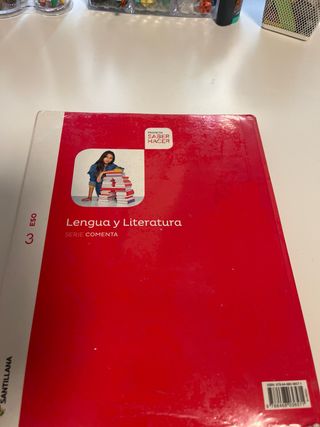 PROYECTO
SABER
HACER
Lengua y Literatura
SERIE COMENTA
3 ESO
SANTILLANA